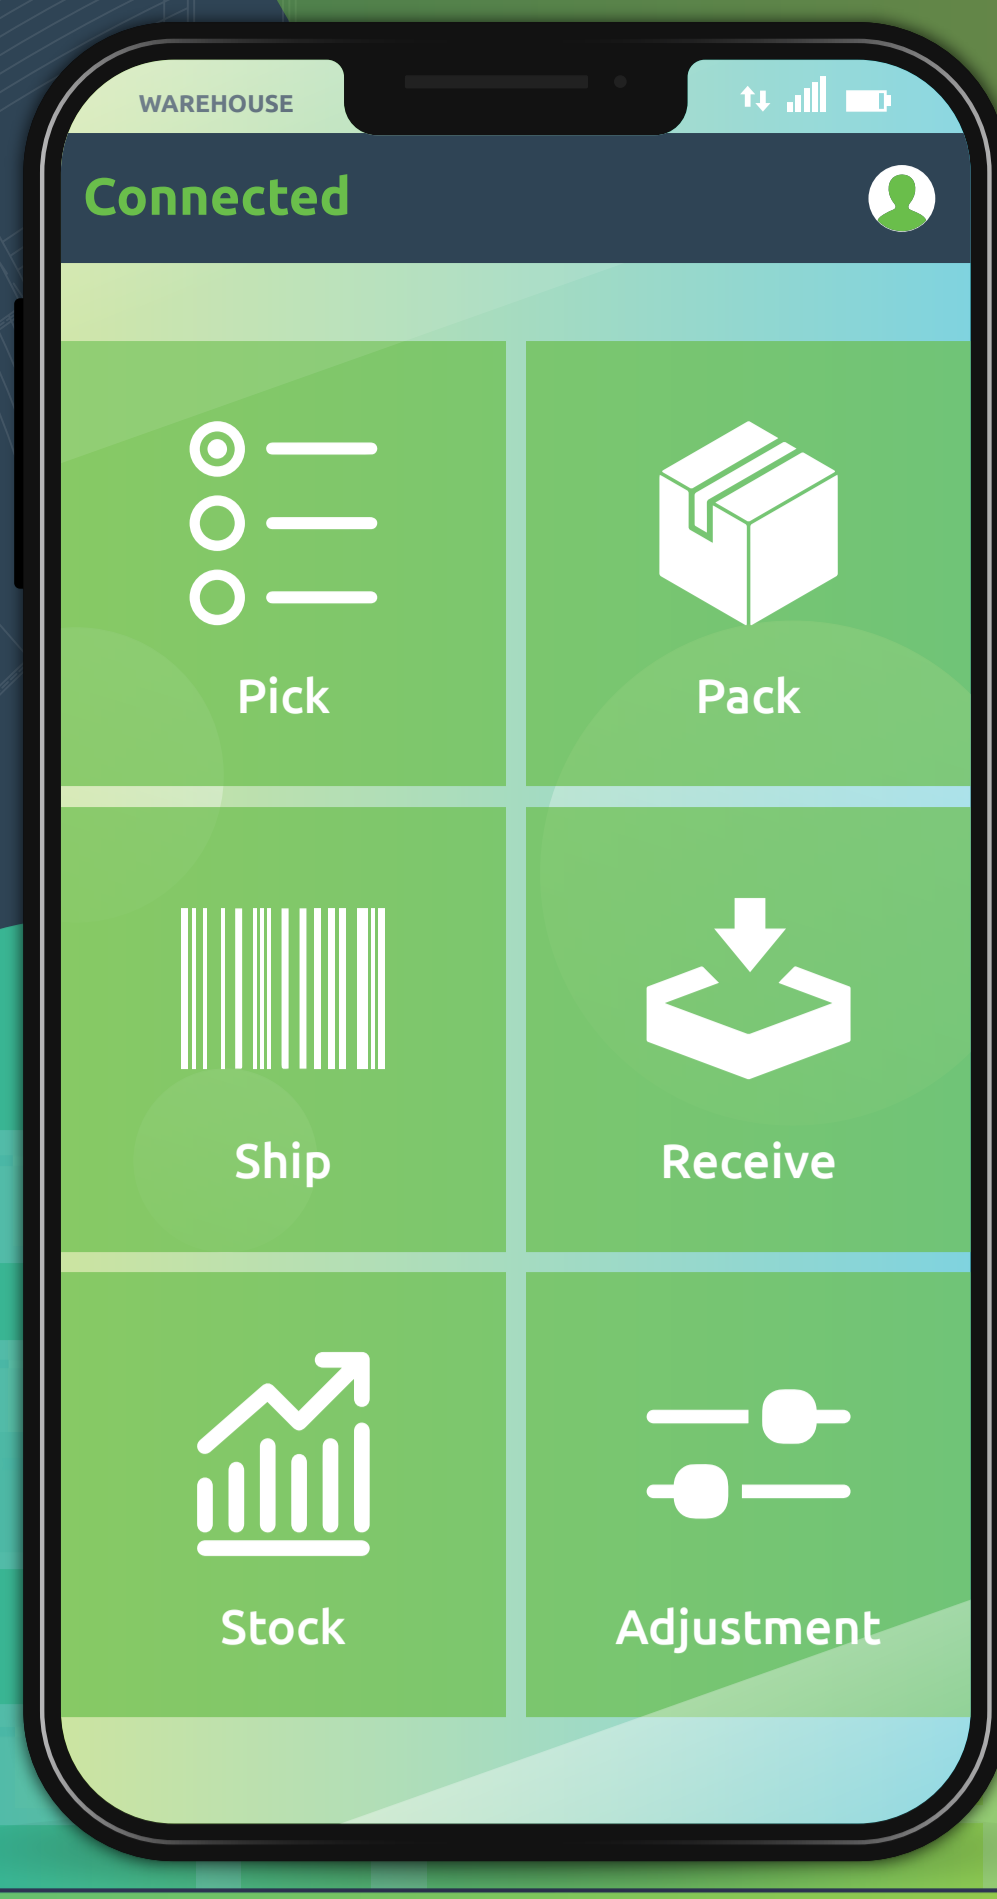 WAREHOUSE
Connected
Pick
Pack
Ship
Receive
Stock
Adjustment